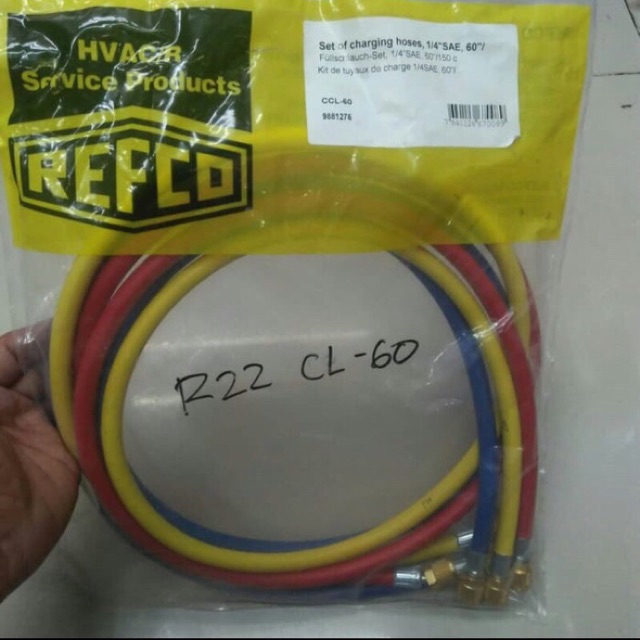 HVAC/R
Service Products
REFCO
Set of charging hoses, 1/4"SAE, 60"/
Füllschlauch-Set, 1/4"SAE, 60"/150 c
Kit de tuyaux de charge 1/4SAE, 60"/
CCL-60
9881276
R22 CL-60